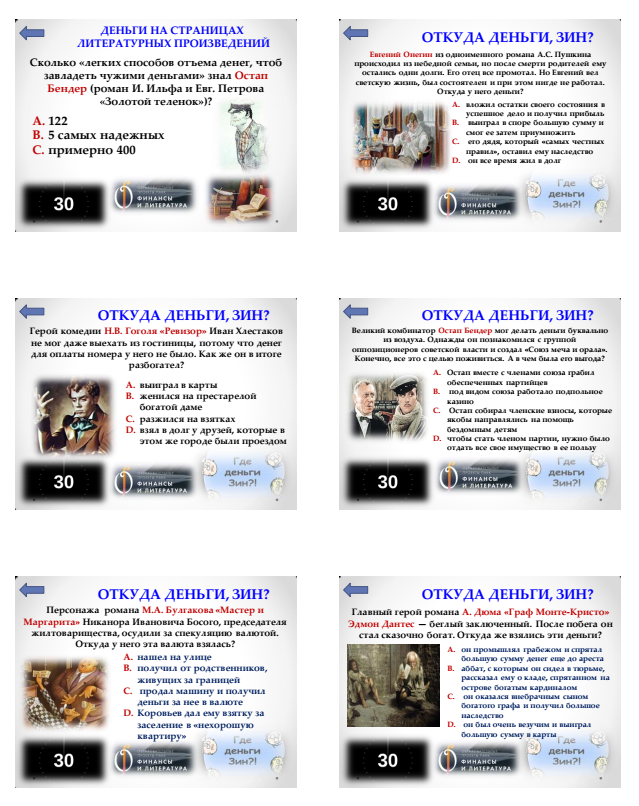 ДЕНЬГИ НА СТРАНИЦАХ
ЛИТЕРАТУРНЫХ ПРОИЗВЕДЕНИЙ
Сколько «легких способов отъема денег, чтоб
завладеть чужими деньгами» знал Остап
Бендер (роман И. Ильфа и Евг. Петрова
«Золотой теленок»)?
А. 122
В. 5 самых надежных
С. примерно 400
30
ФИНАНСЫ
И ЛИТЕРАТУРА
ОТКУДА ДЕНЬГИ, ЗИН?
Евгений Онегин из одноименного романа А.С. Пушкина
происходил из небедной семьи, но после смерти родителей ему
остались одни долги. Его отец все промотал. Но Евгений вел
светскую жизнь, был состоятелен и при этом нигде не работал.
Откуда у него деньги?
A. вложил остатки своего состояния в
успешное дело и получил прибыль
B. выиграл в споре большую сумму и
смог ее затем приумножить
C. его дядя, который «самых честных
правил», оставил ему наследство
D. он все время жил в долг
30
ФИНАНСЫ
И ЛИТЕРАТУРА
Где
деньги
Зин?!
ОТКУДА ДЕНЬГИ, ЗИН?
Герой комедии Н.В. Гоголя «Ревизор» Иван Хлестаков
не мог даже выехать из гостиницы, потому что денег
для оплаты номера у него не было. Как же он в итоге
разбогател?
A. выиграл в карты
B. женился на престарелой
богатой даме
C. разжился на взятках
D. взял в долг у друзей, которые в
этом же городе были проездом
30
ФИНАНСЫ
И ЛИТЕРАТУРА
Где
деньги
Зин?!
ОТКУДА ДЕНЬГИ, ЗИН?
Великий комбинатор Остап Бендер мог делать деньги буквально
из воздуха. Однажды он познакомился с группой
оппозиционеров советской власти и создал «Союз меча и орала».
Конечно, все это с целью поживиться. А в чем была его выгода?
A. Остап вместе с членами союза грабил
обеспеченных партийцев
B. под видом союза работало подпольное
казино
C. Остап собирал членские взносы, которые
якобы направлялись на помощь
бездомным детям
D. чтобы стать членом партии, нужно было
отдать все свое имущество в ее пользу
30
ФИНАНСЫ
И ЛИТЕРАТУРА
Где
деньги
Зин?!
ОТКУДА ДЕНЬГИ, ЗИН?
Персонажа романа М.А. Булгакова «Мастер и
Маргарита» Никанора Ивановича Босого, председателя
жилтоварищества, осудили за спекуляцию валютой.
Откуда у него эта валюта взялась?
A. нашел на улице
B. получил от родственников,
живущих за границей
C. продал машину и получил
деньги за нее в валюте
D. Коровьев дал ему взятку за
заселение в «нехорошую
квартиру»
30
ФИНАНСЫ
И ЛИТЕРАТУРА
Где
деньги
Зин?!
ОТКУДА ДЕНЬГИ, ЗИН?
Главный герой романа А. Дюма «Граф Монте-Кристо»
Эдмон Дантес — беглый заключенный. После побега он
стал сказочно богат. Откуда же взялись эти деньги?
A. он промышлял грабежом и спрятал
большую сумму денег еще до ареста
B. аббат, с которым он сидел в тюрьме,
рассказал ему о кладе, спрятанном на
острове богатым кардиналом
C. он оказался внебрачным сыном
богатого графа и получил большое
наследство
D. он был очень везучим и выиграл
большую сумму в карты
30
ФИНАНСЫ
И ЛИТЕРАТУРА
Где
деньги
Зин?!